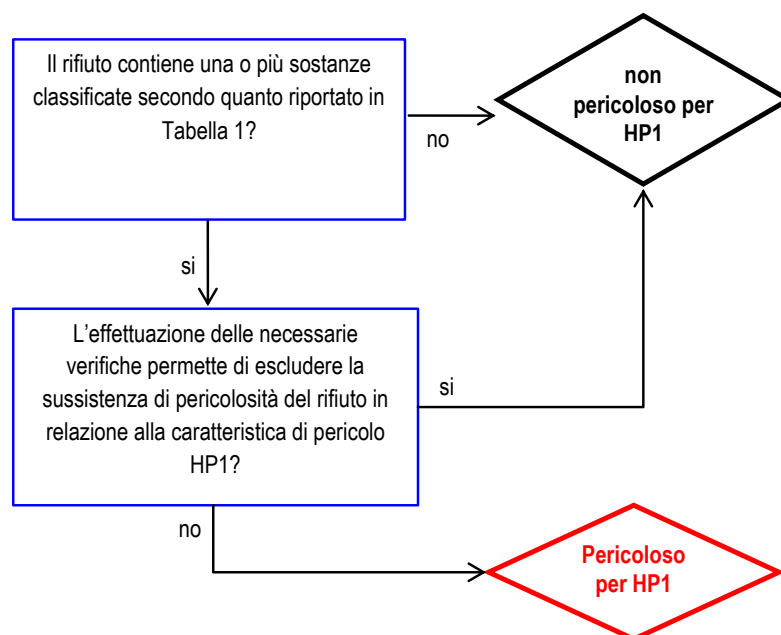 Il rifiuto contiene una o più sostanze
classificate secondo quanto riportato in
Tabella 1?
non
pericoloso per
HP1
no
si
L’effettuazione delle necessarie
verifiche permette di escludere la
sussistenza di pericolosità del rifiuto in
relazione alla caratteristica di pericolo
HP1?
si
no
Pericoloso
per HP1